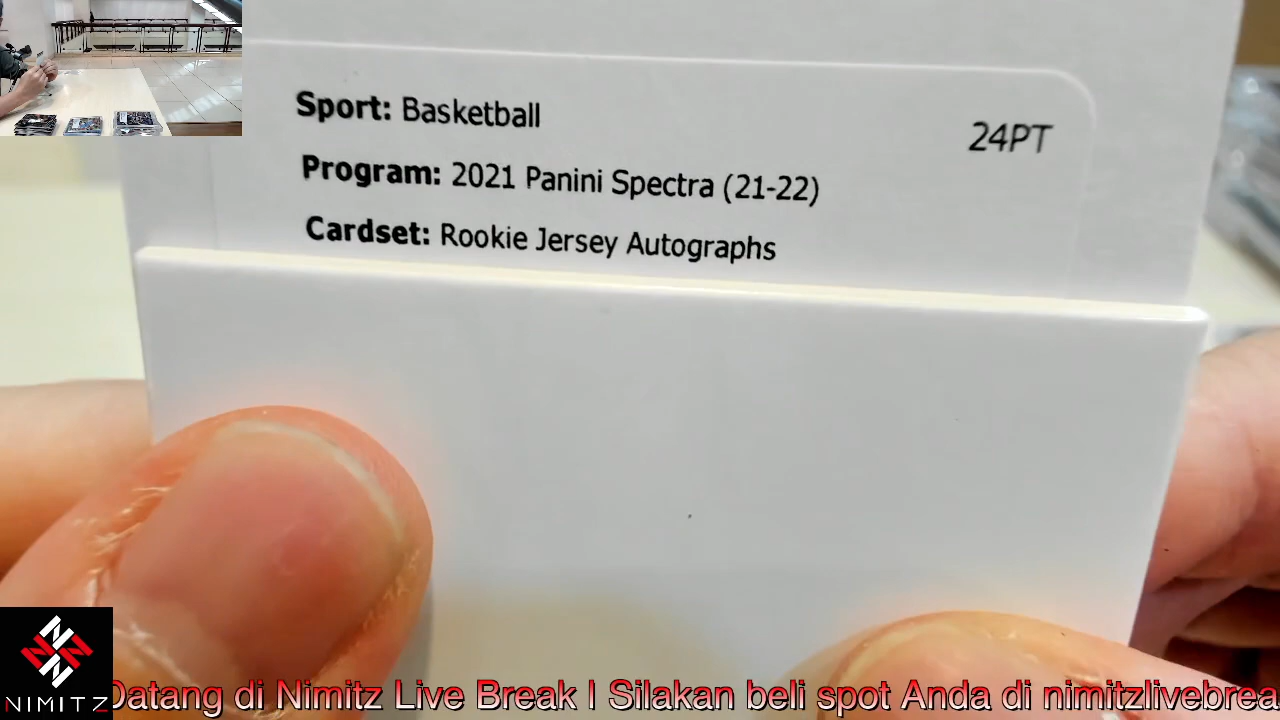 Sport: Basketball
24PT
Program: 2021 Panini Spectra (21-22)
Cardset: Rookie Jersey Autographs
NIMITZ
Datang di Nimitz Live Break I Silakan beli spot Anda di nimitzlivebrea